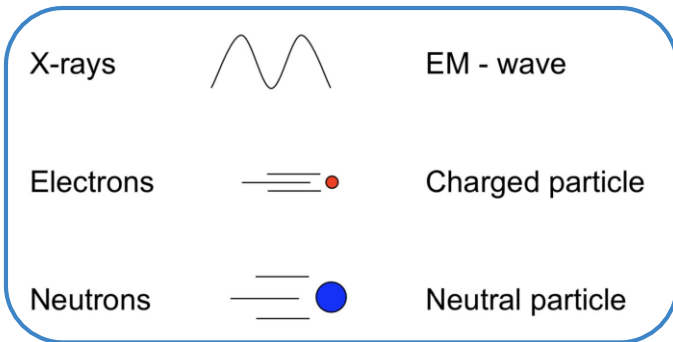 X-rays EM - wave
Electrons Charged particle
Neutrons Neutral particle